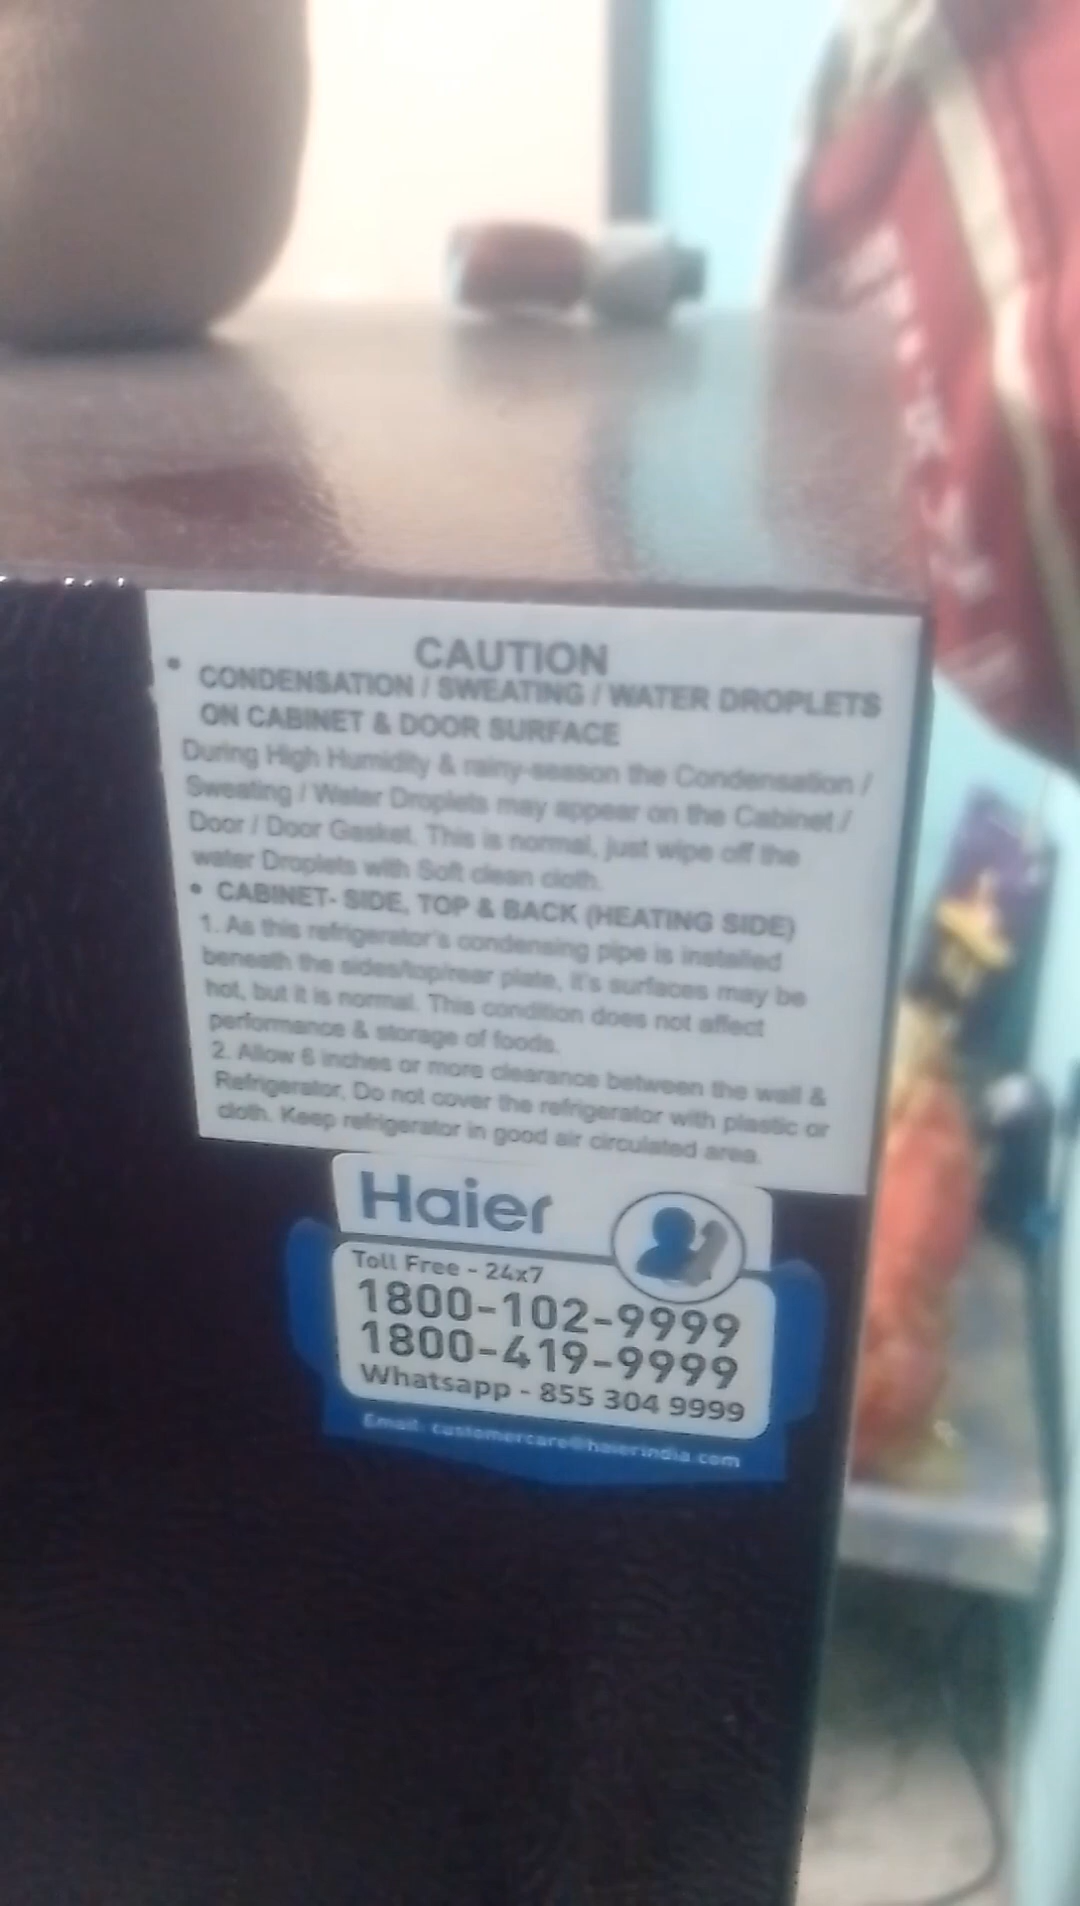 CAUTION
• CONDENSATION / SWEATING / WATER DROPLETS
ON CABINET & DOOR SURFACE
During High Humidity & rainy-season the Condensation /
Sweating / Water Droplets may appear on the Cabinet /
Door / Door Gasket. This is normal, just wipe off the
water Droplets with Soft clean cloth.
• CABINET- SIDE, TOP & BACK (HEATING SIDE)
1. As this refrigerator's condensing pipe is installed
beneath the sides/top/rear plate, it's surfaces may be
hot, but it is normal. This condition does not affect
performance & storage of foods.
2. Allow 6 inches or more clearance between the wall &
Refrigerator, Do not cover the refrigerator with plastic or
cloth. Keep refrigerator in good air circulated area.
Haier
Toll Free - 24x7
1800-102-9999
1800-419-9999
Whatsapp - 855 304 9999
Email: customercare@haierindia.com